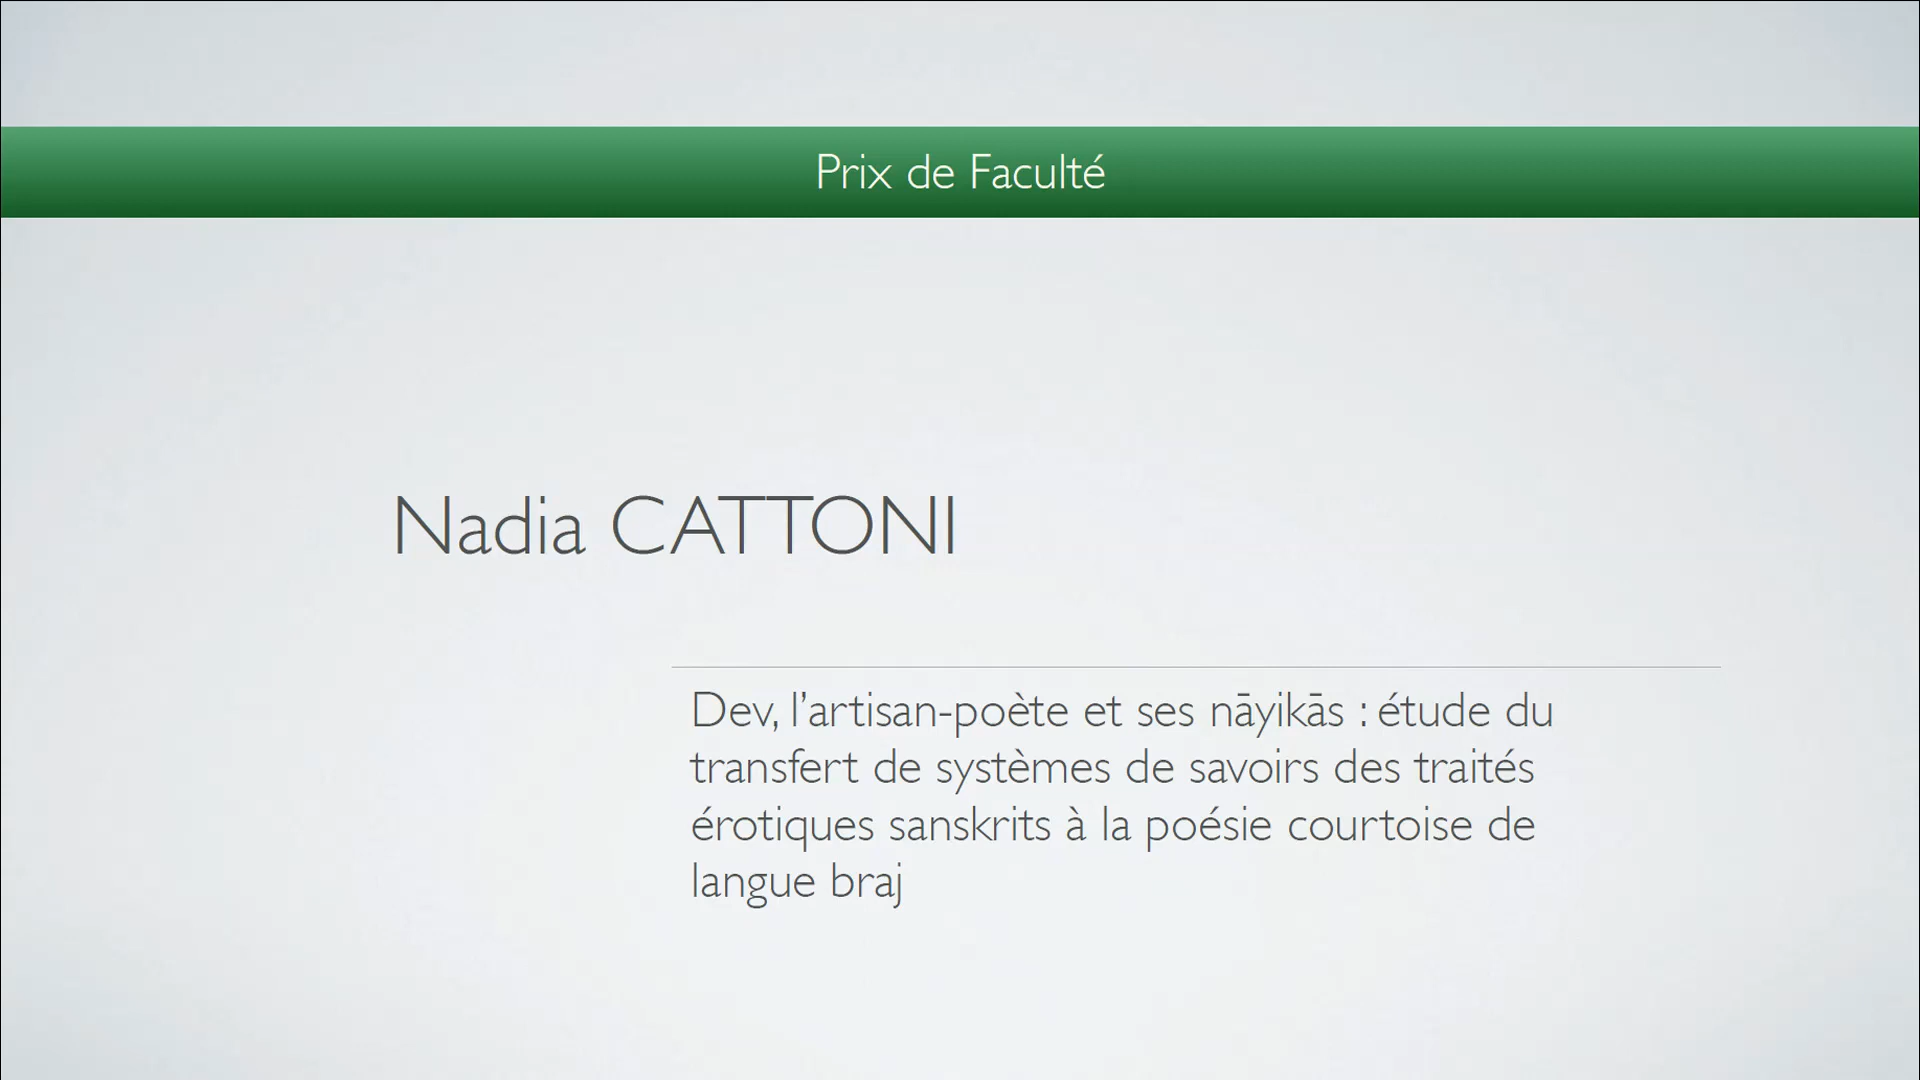 Prix de Faculté
Nadia CATTONI
Dev, l’artisan-poète et ses nāyikās : étude du
transfert de systèmes de savoirs des traités
érotiques sanskrits à la poésie courtoise de
langue braj